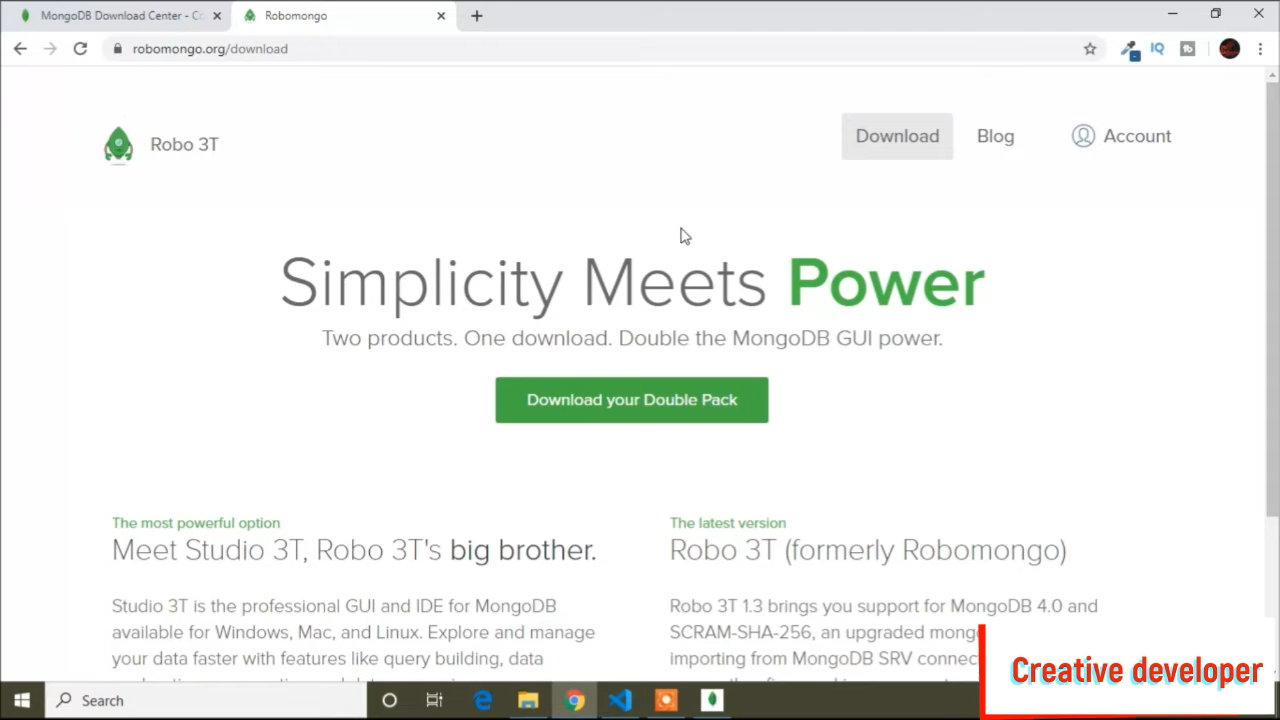 MongoDB Download Center - Co
Robomongo
robomongo.org/download
IQ
Robo 3T
Download
Blog
Account
Simplicity Meets Power
Two products. One download. Double the MongoDB GUI power.
Download your Double Pack
The most powerful option
Meet Studio 3T, Robo 3T's big brother.
Studio 3T is the professional GUI and IDE for MongoDB
available for Windows, Mac, and Linux. Explore and manage
your data faster with features like query building, data
The latest version
Robo 3T (formerly Robomongo)
Robo 3T 1.3 brings you support for MongoDB 4.0 and
SCRAM-SHA-256, an upgraded mong
importing from MongoDB SRV connec
Creative developer
Search